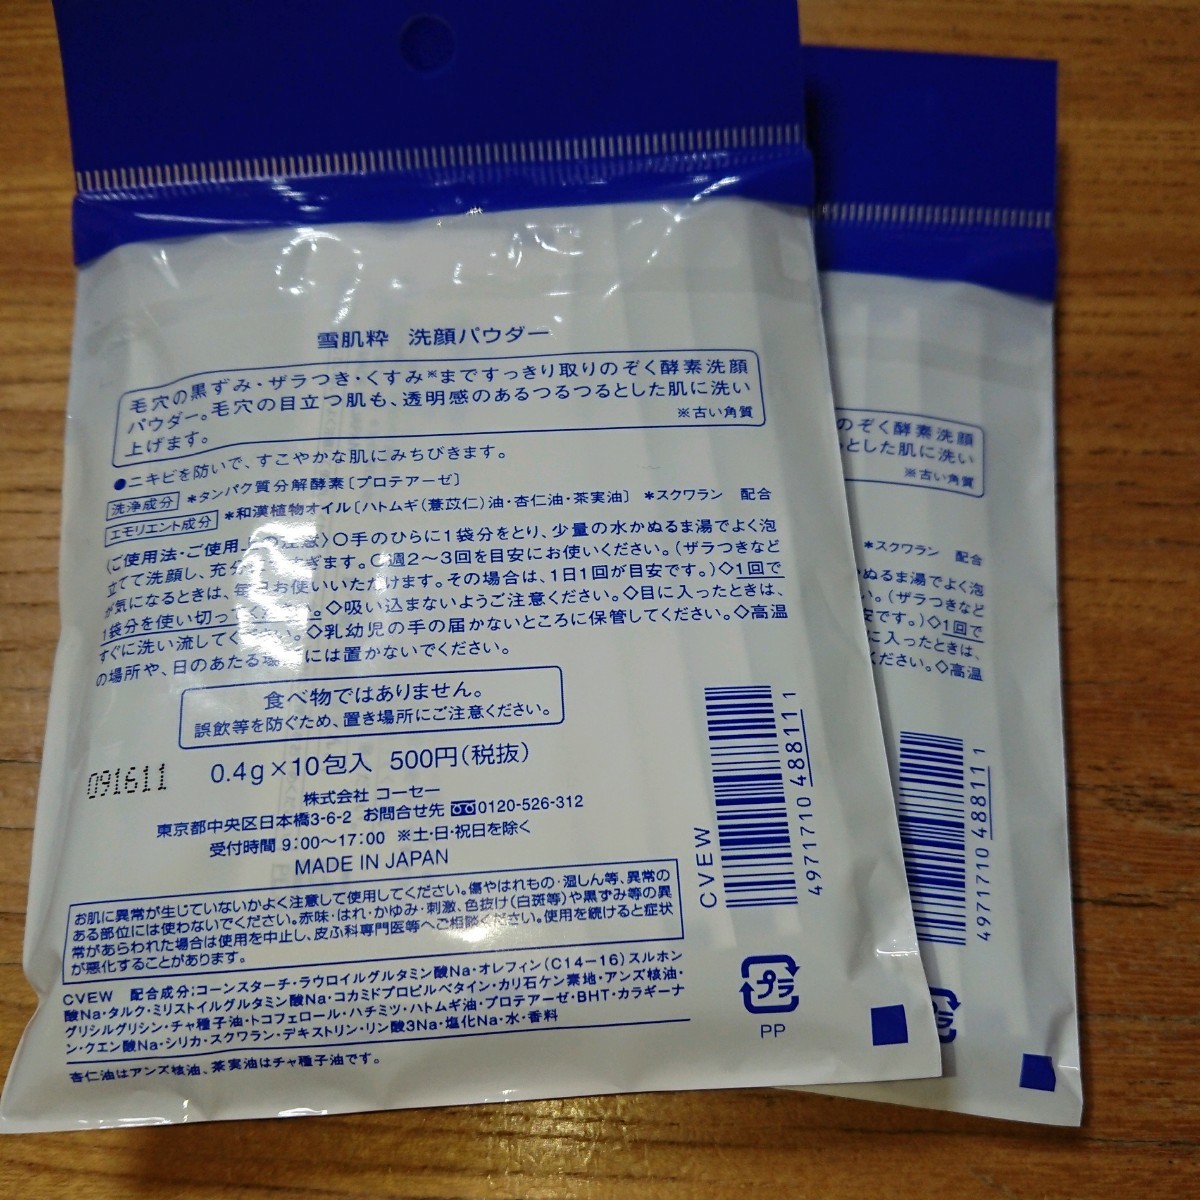 雪肌粋 洗顔パウダー
毛穴の黒ずみ・ザラつき・くすみ※まですっきり取りのぞく酵素洗顔
パウダー。毛穴の目立つ肌も、透明感のあるつるつるとした肌に洗い
上げます。
※古い角質
●ニキビを防いで、すこやかな肌にみちびきます。
洗浄成分 *タンパク質分解酵素〔プロテアーゼ〕
エモリエント成分 *和漢植物オイル〔ハトムギ(薏苡仁)油・杏仁油・茶実油〕 *スクワラン 配合
〈ご使用法・ご使用上の注意〉○手のひらに1袋分をとり、少量の水かぬるま湯でよく泡
立てて洗顔し、充分 すぎます。○週2〜3回を目安にお使いください。(ザラつきなど
が気になるときは、毎日お使いいただけます。その場合は、1日1回が目安です。)◇1回で
1袋分を使い切っ ください。◇吸い込まないようご注意ください。◇目に入ったときは、
すぐに洗い流してください。◇乳幼児の手の届かないところに保管してください。◇高温
の場所や、日のあたる場所には置かないでください。
食べ物ではありません。
誤飲等を防ぐため、置き場所にご注意ください。
091611
0.4g×10包入 500円(税抜)
株式会社 コーセー
東京都中央区日本橋3-6-2 お問合せ先 0120-526-312
受付時間 9:00〜17:00 ※土・日・祝日を除く
MADE IN JAPAN
お肌に異常が生じていないかよく注意して使用してください。傷やはれもの・湿しん等、異常の
ある部位には使わないでください。赤味・はれ・かゆみ・刺激、色抜け(白斑等)や黒ずみ等の異
常があらわれた場合は使用を中止し、皮ふ科専門医等へご相談ください。使用を続けると症状
が悪化することがあります。
CVEW 配合成分;コーンスターチ・ラウロイルグルタミン酸Na・オレフィン(C14-16)スルホン
酸Na・タルク・ミリストイルグルタミン酸Na・コカミドプロピルベタイン・カリ石ケン素地・アンズ核油・
グリシルグリシン・チャ種子油・トコフェロール・ハチミツ・ハトムギ油・プロテアーゼ・BHT・カラギーナ
ン・クエン酸Na・シリカ・スクワラン・デキストリン・リン酸3Na・塩化Na・水・香料
杏仁油はアンズ核油、茶実油はチャ種子油です。
CVEW
4971710 488111
プラ
PP
のぞく酵素洗顔
とした肌に洗い
※古い角質
*スクワラン 配合
ぬるま湯でよく泡
い。(ザラつきなど
安です。)◇1回で
に入ったときは、
ください。◇高温
4971710 488111